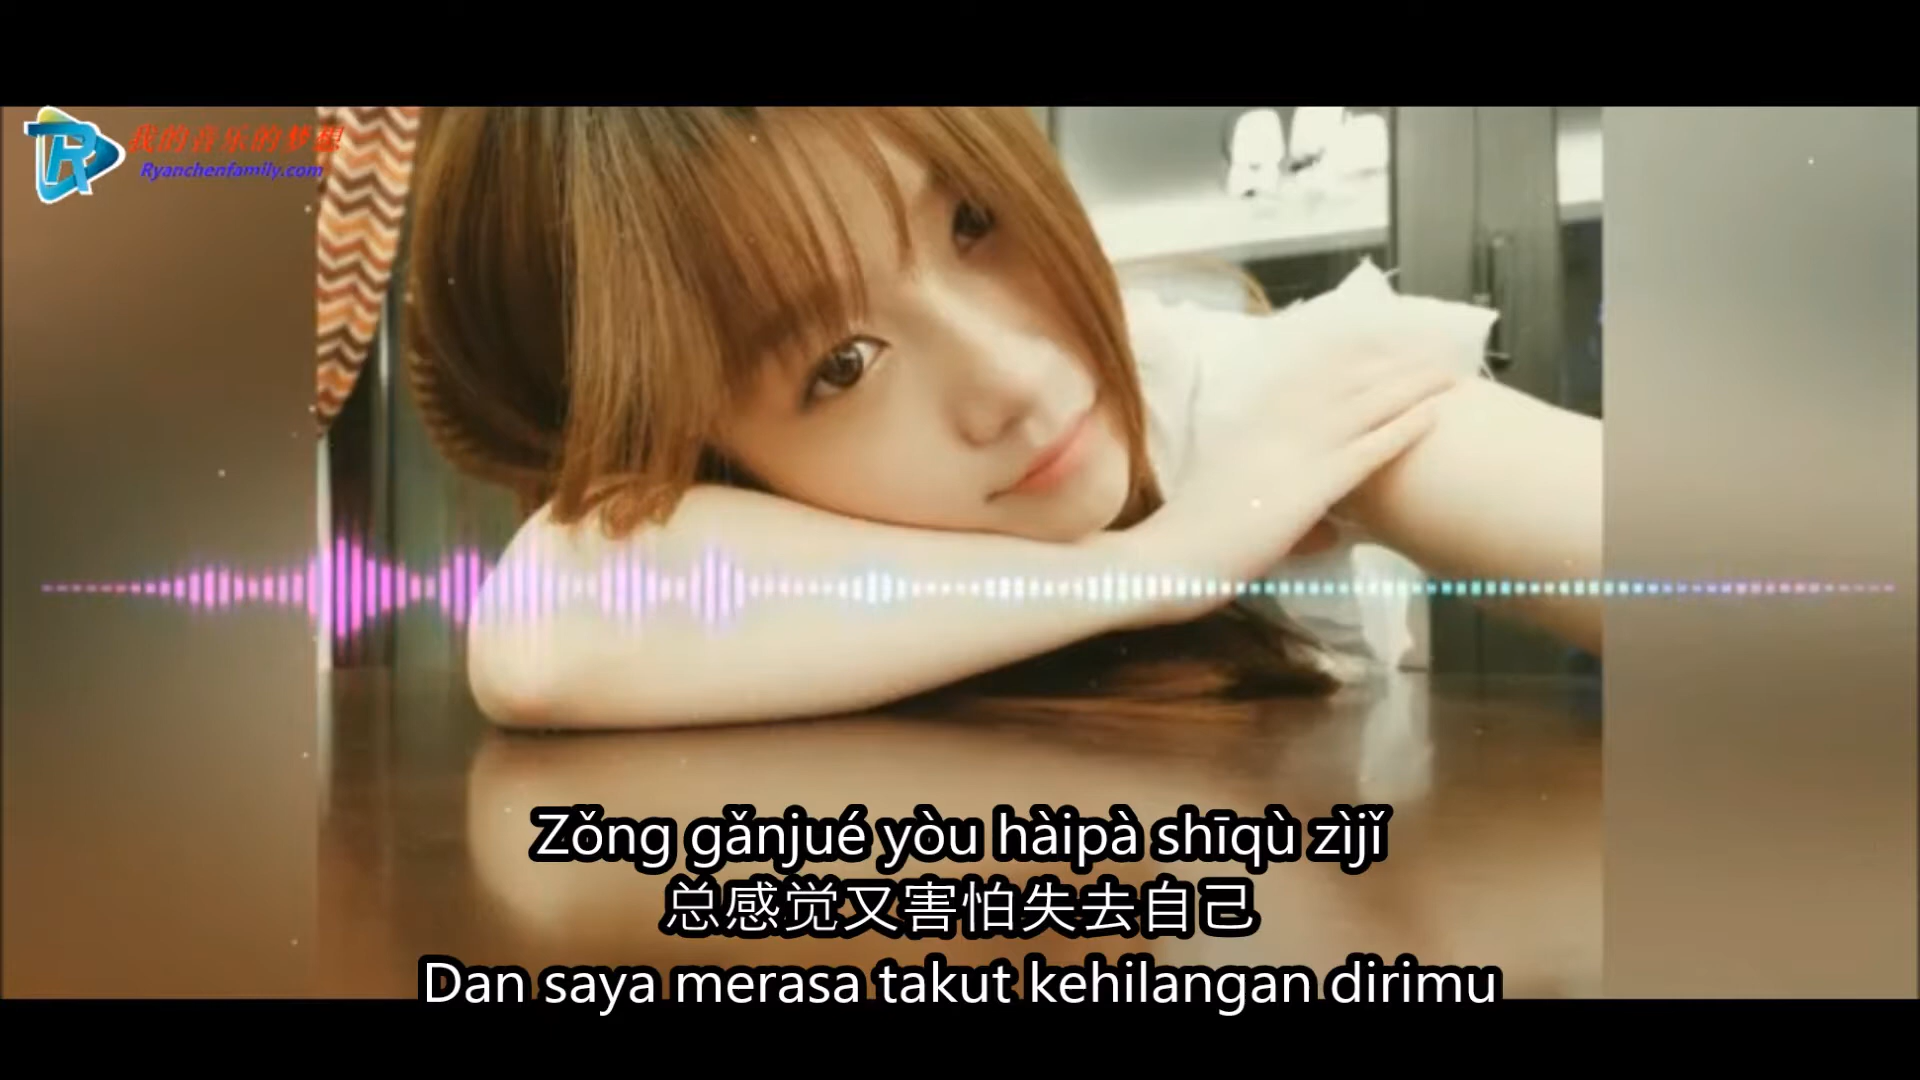 我的音乐的梦想
Ryanchenfamily.com
Zǒng gǎnjué yòu hàipà shīqù zìjǐ
总感觉又害怕失去自己
Dan saya merasa takut kehilangan dirimu